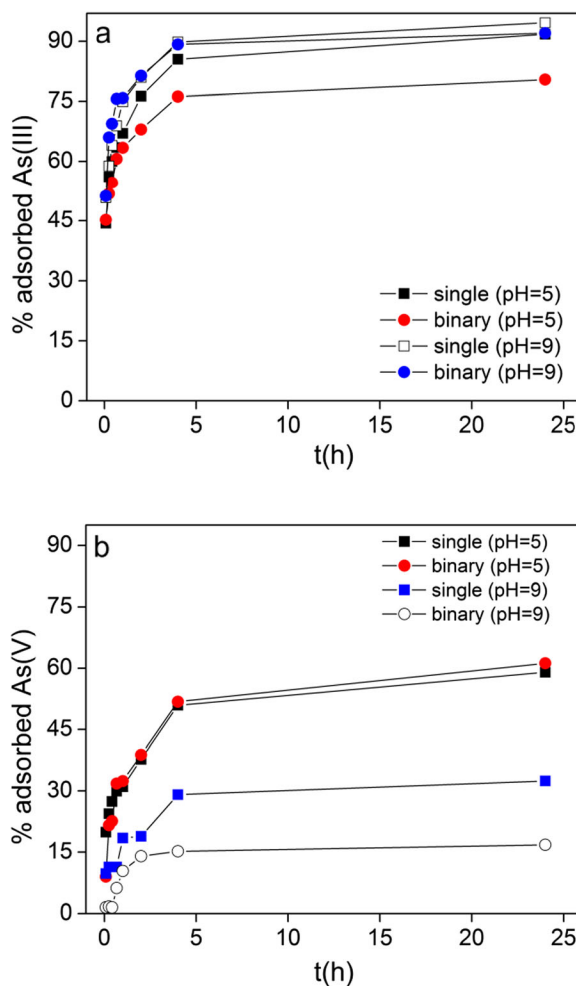 a
% adsorbed As(III)
90
75
60
45
30
15
0
single (pH=5)
binary (pH=5)
single (pH=9)
binary (pH=9)
0 5 10 15 20 25
t(h)
b
% adsorbed As(V)
90
75
60
45
30
15
0
single (pH=5)
binary (pH=5)
single (pH=9)
binary (pH=9)
0 5 10 15 20 25
t(h)